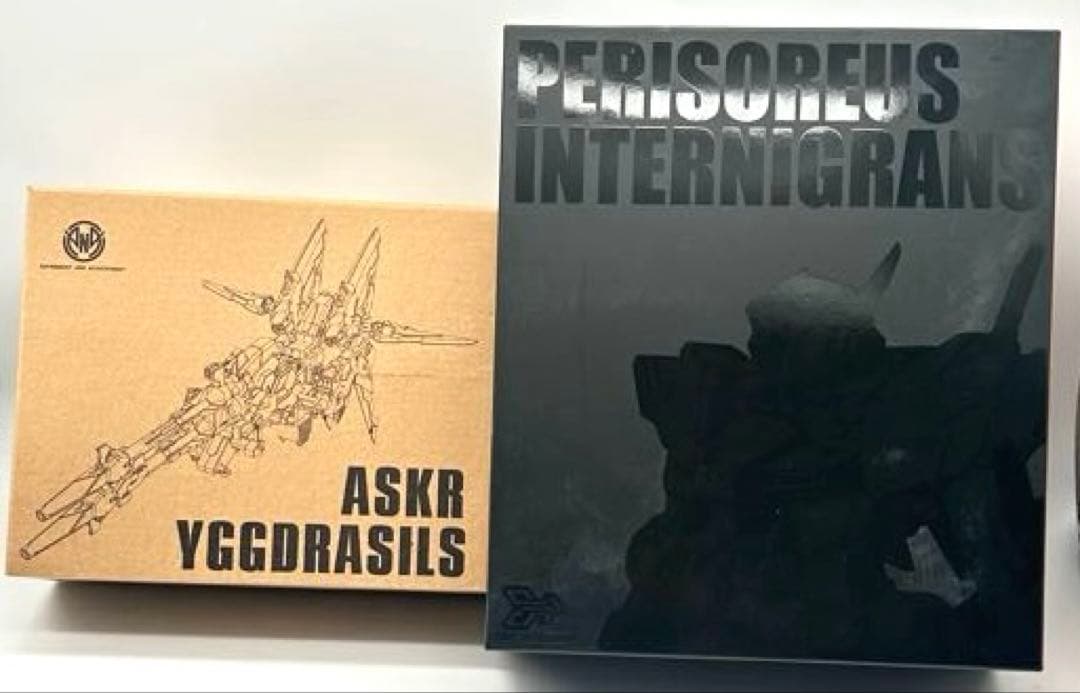 ASKR
YGGDRASILS
PERISOREUS
INTERNIGRANS